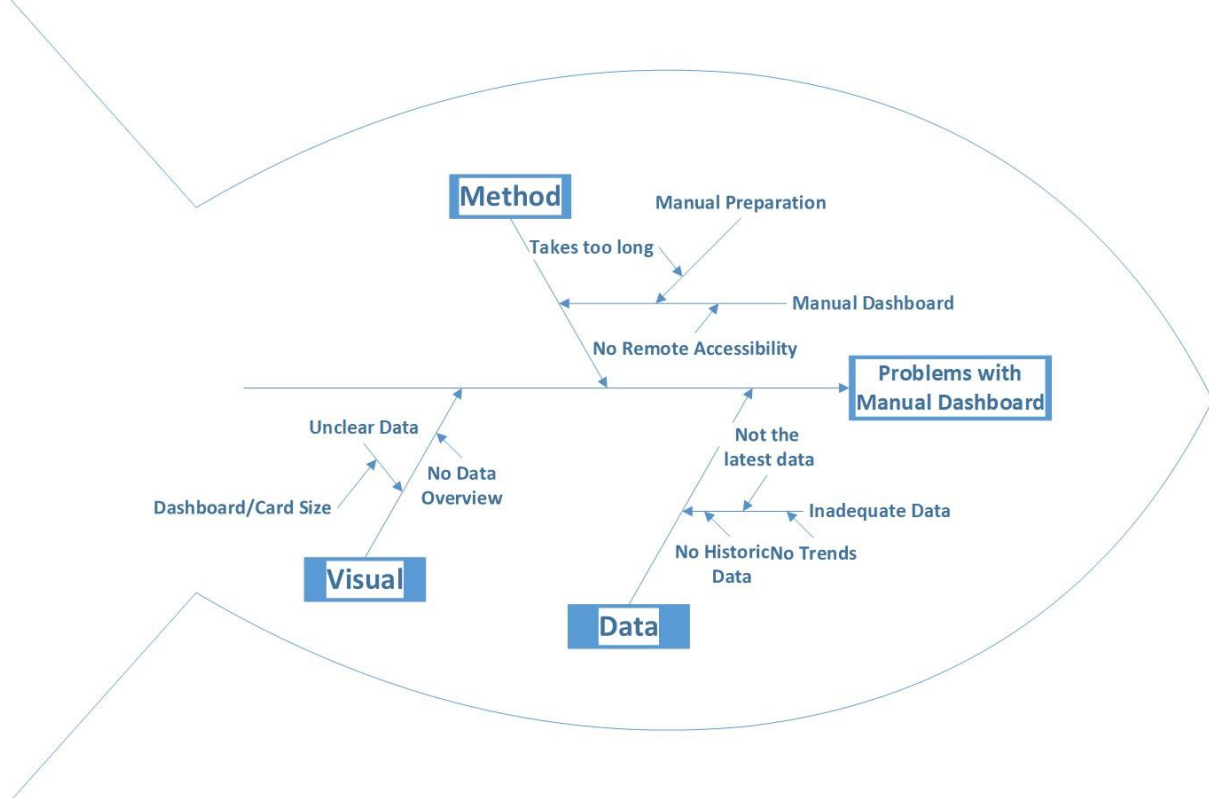 Method
Manual Preparation
Takes too long
Manual Dashboard
No Remote Accessibility
Problems with
Manual Dashboard
Unclear Data
Not the
latest data
No Data
Overview
Dashboard/Card Size
Inadequate Data
No Historic
Data
No Trends
Visual
Data